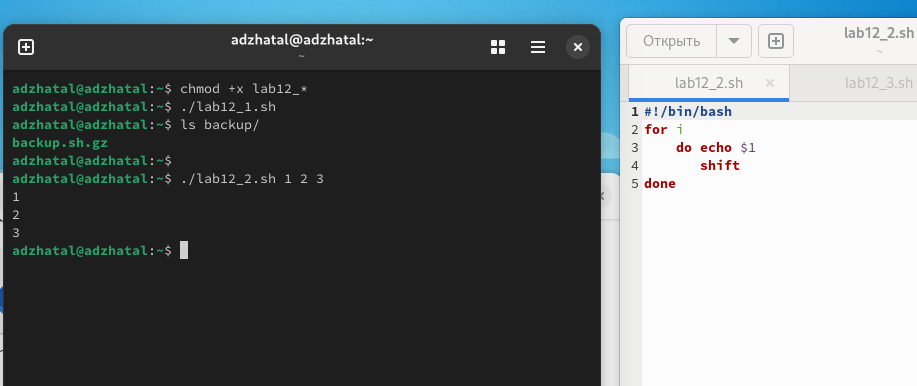 adzhatal@adzhatal:~
~
adzhatal@adzhatal:~$ chmod +x lab12_*
adzhatal@adzhatal:~$ ./lab12_1.sh
adzhatal@adzhatal:~$ ls backup/
backup.sh.gz
adzhatal@adzhatal:~$
adzhatal@adzhatal:~$ ./lab12_2.sh 1 2 3
1
2
3
adzhatal@adzhatal:~$
Открыть
lab12_2.sh
~
lab12_2.sh
lab12_3.sh
1 #!/bin/bash
2 for i
3     do echo $1
4        shift
5 done